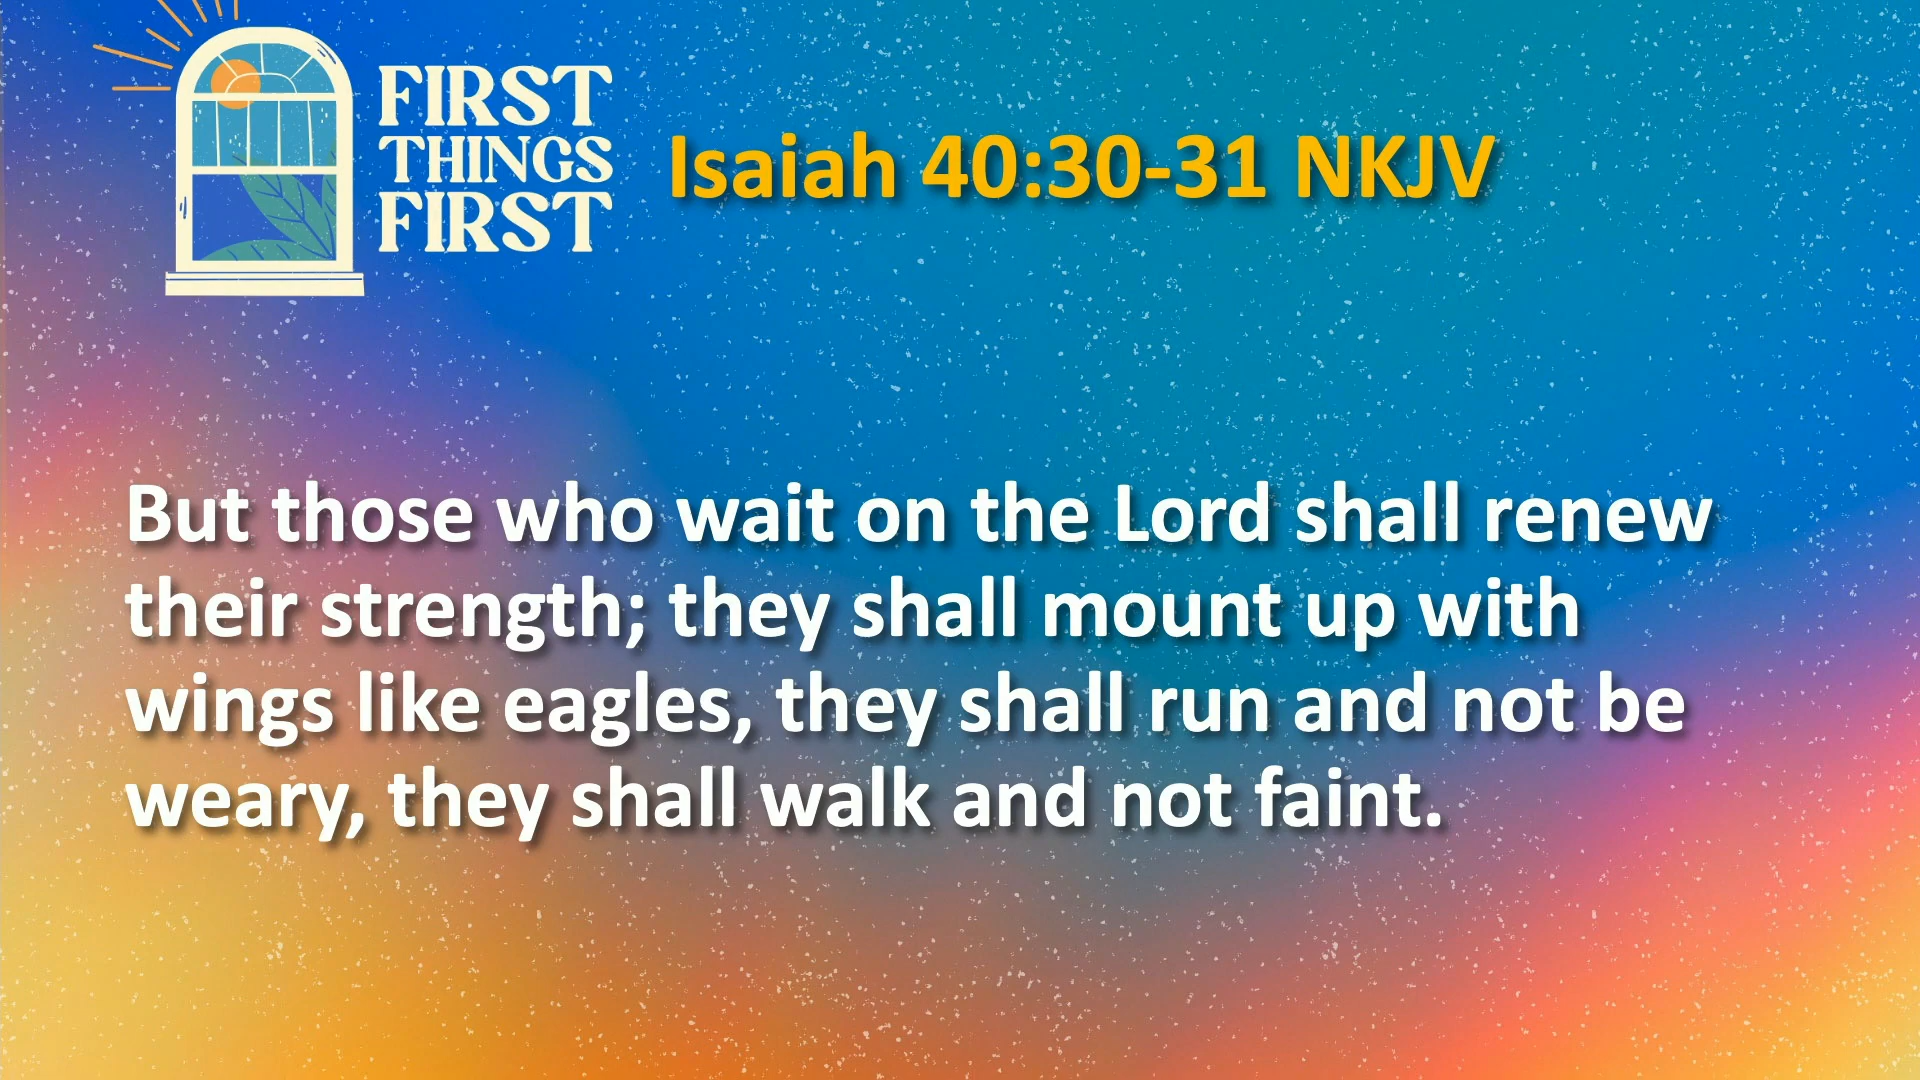 FIRST
THINGS
FIRST
Isaiah 40:30-31 NKJV
But those who wait on the Lord shall renew
their strength; they shall mount up with
wings like eagles, they shall run and not be
weary, they shall walk and not faint.